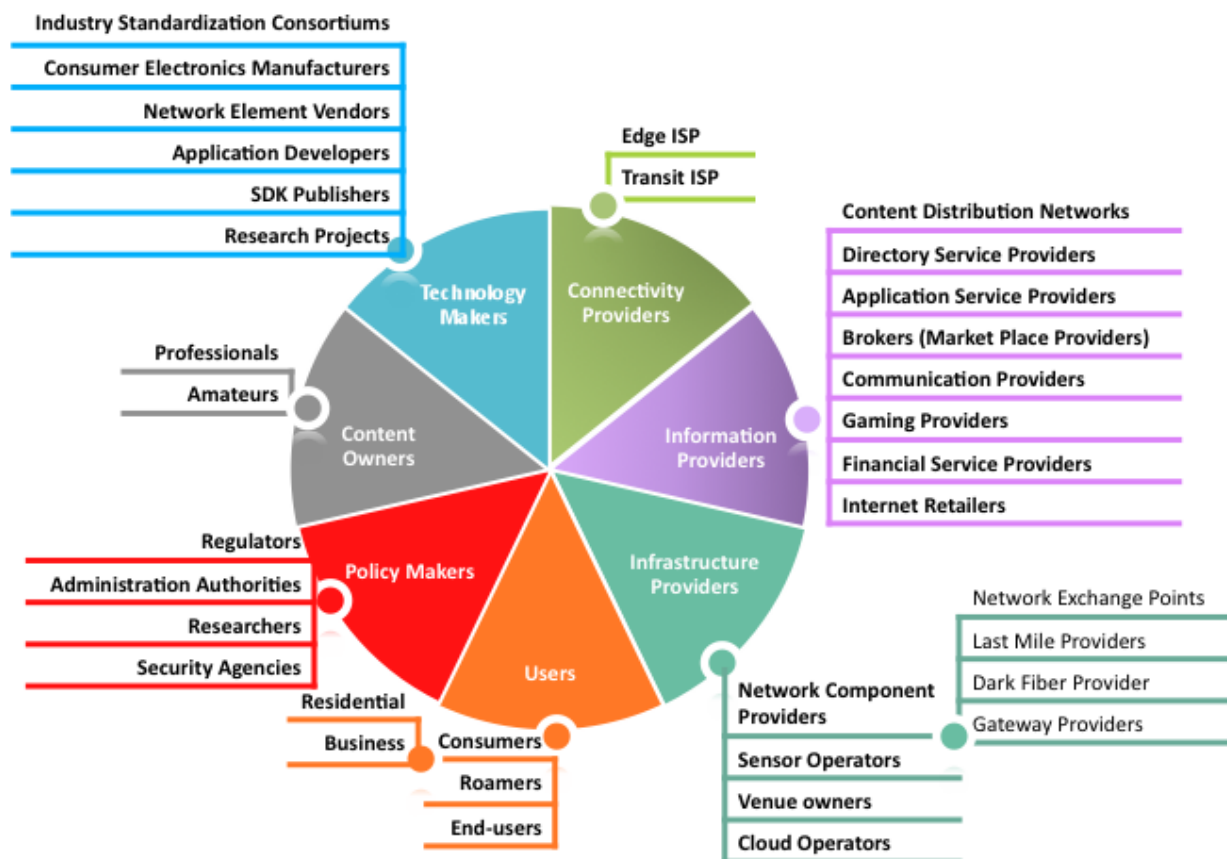 Industry Standardization Consortiums
Consumer Electronics Manufacturers
Network Element Vendors
Application Developers
SDK Publishers
Research Projects
Edge ISP
Transit ISP
Content Distribution Networks
Directory Service Providers
Application Service Providers
Brokers (Market Place Providers)
Communication Providers
Gaming Providers
Financial Service Providers
Internet Retailers
Technology
Makers
Connectivity
Providers
Professionals
Amateurs
Content
Owners
Information
Providers
Regulators
Administration Authorities
Researchers
Security Agencies
Policy Makers
Infrastructure
Providers
Users
Residential
Business
Consumers
Roamers
End-users
Network Component
Providers
Sensor Operators
Venue owners
Cloud Operators
Network Exchange Points
Last Mile Providers
Dark Fiber Provider
Gateway Providers